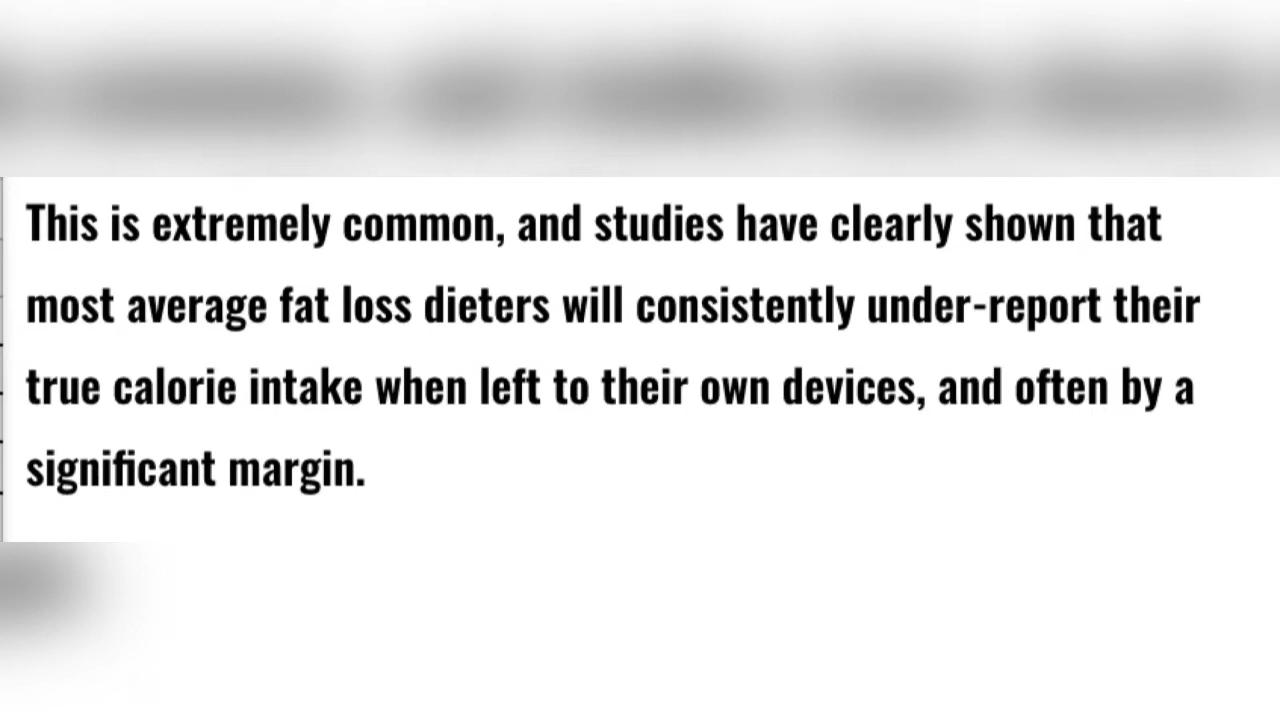 This is extremely common, and studies have clearly shown that
most average fat loss dieters will consistently under-report their
true calorie intake when left to their own devices, and often by a
significant margin.